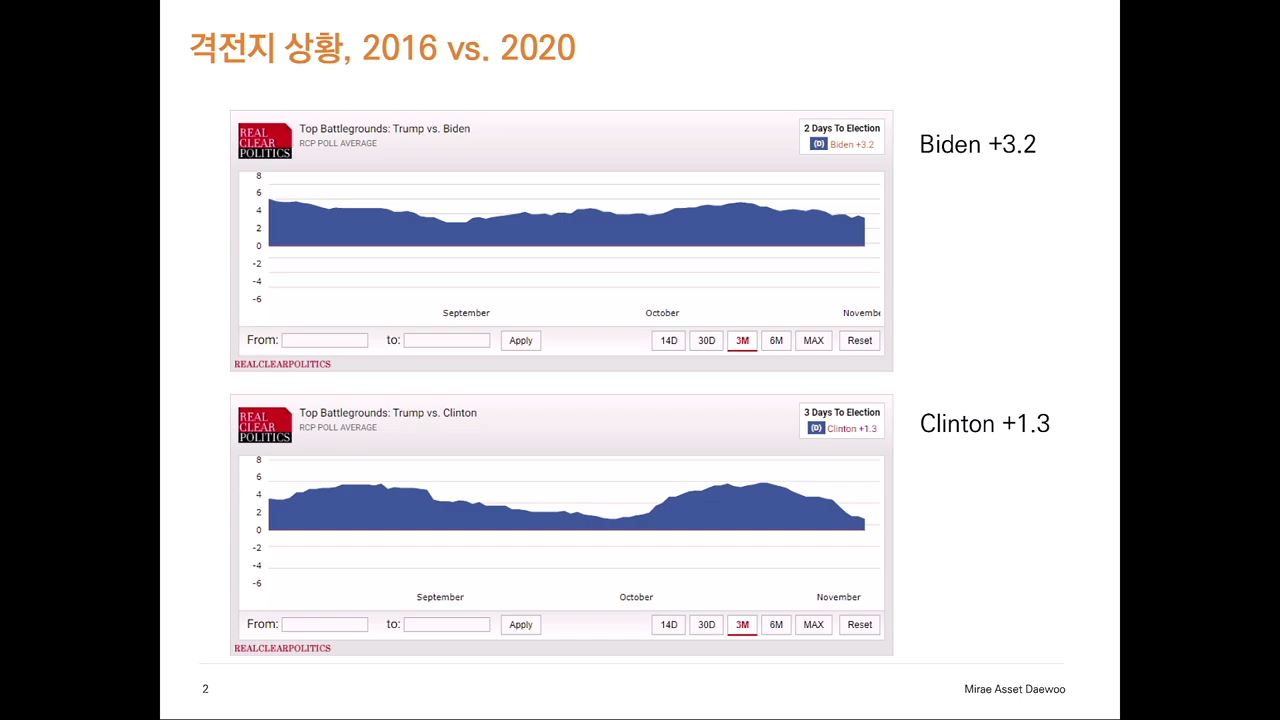 격전지 상황, 2016 vs. 2020
REAL
CLEAR
POLITICS
Top Battlegrounds: Trump vs. Biden
RCP POLL AVERAGE
2 Days To Election
(D) Biden +3.2
Biden +3.2
8
6
4
2
0
-2
-4
-6
September October Novembe
From: to: Apply 14D 30D 3M 6M MAX Reset
REALCLEARPOLITICS
REAL
CLEAR
POLITICS
Top Battlegrounds: Trump vs. Clinton
RCP POLL AVERAGE
3 Days To Election
(D) Clinton +1.3
Clinton +1.3
8
6
4
2
0
-2
-4
-6
September October November
From: to: Apply 14D 30D 3M 6M MAX Reset
REALCLEARPOLITICS
2
Mirae Asset Daewoo